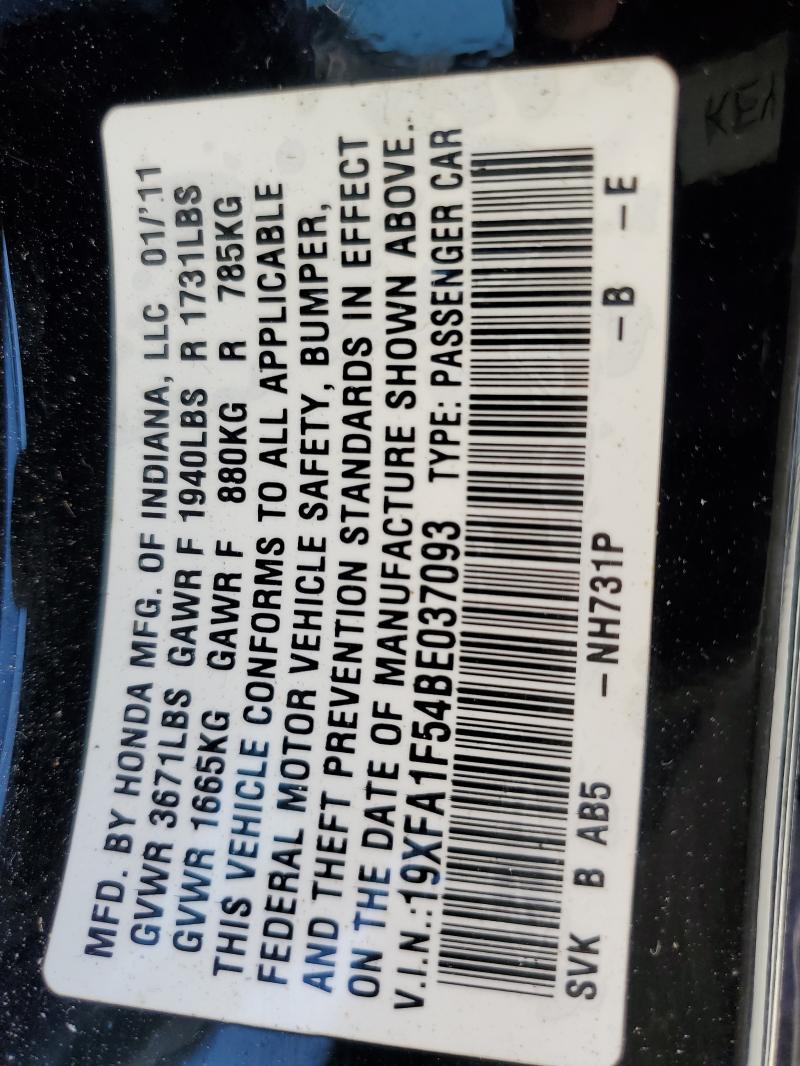 MFD. BY HONDA MFG. OF INDIANA, LLC 01/'11
GVWR 3671LBS GAWR F 1940LBS R 1731LBS
GVWR 1665KG GAWR F 880KG R 785KG
THIS VEHICLE CONFORMS TO ALL APPLICABLE
FEDERAL MOTOR VEHICLE SAFETY, BUMPER,
AND THEFT PREVENTION STANDARDS IN EFFECT
ON THE DATE OF MANUFACTURE SHOWN ABOVE.
V.I.N.:19XFA1F54BE037093 TYPE: PASSENGER CAR
SVK B AB5 –NH731P –B –E